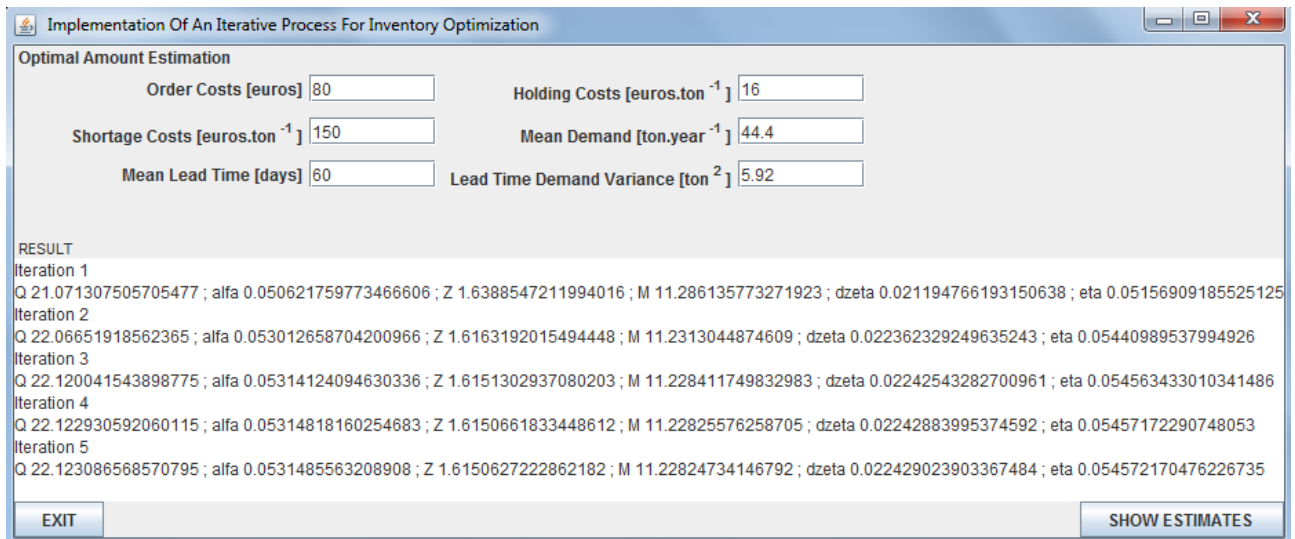 Implementation Of An Iterative Process For Inventory Optimization
Optimal Amount Estimation
Order Costs [euros] 80 Holding Costs [euros.ton -1 ] 16
Shortage Costs [euros.ton -1 ] 150 Mean Demand [ton.year -1 ] 44.4
Mean Lead Time [days] 60 Lead Time Demand Variance [ton 2 ] 5.92
RESULT
Iteration 1
Q 21.071307505705477 ; alfa 0.050621759773466606 ; Z 1.6388547211994016 ; M 11.286135773271923 ; dzeta 0.021194766193150638 ; eta 0.05156909185525125
Iteration 2
Q 22.06651918562365 ; alfa 0.053012658704200966 ; Z 1.6163192015494448 ; M 11.2313044874609 ; dzeta 0.022362329249635243 ; eta 0.05440989537994926
Iteration 3
Q 22.120041543898775 ; alfa 0.05314124094630336 ; Z 1.6151302937080203 ; M 11.228411749832983 ; dzeta 0.02242543282700961 ; eta 0.054563433010341486
Iteration 4
Q 22.122930592060115 ; alfa 0.05314818160254683 ; Z 1.6150661833448612 ; M 11.22825576258705 ; dzeta 0.02242883995374592 ; eta 0.05457172290748053
Iteration 5
Q 22.123086568570795 ; alfa 0.0531485563208908 ; Z 1.6150627222862182 ; M 11.22824734146792 ; dzeta 0.022429023903367484 ; eta 0.054572170476226735
EXIT SHOW ESTIMATES